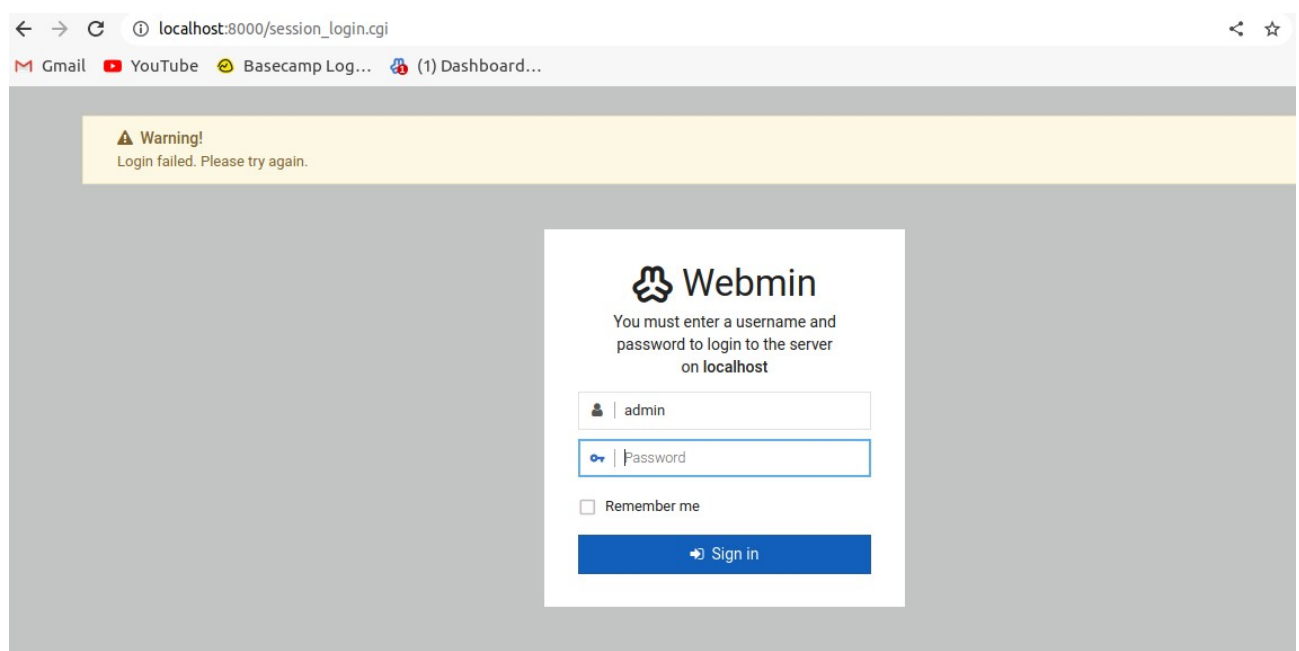 localhost:8000/session_login.cgi
Gmail YouTube Basecamp Log... (1) Dashboard...
Warning!
Login failed. Please try again.
Webmin
You must enter a username and
password to login to the server
on localhost
admin
Password
Remember me
Sign in